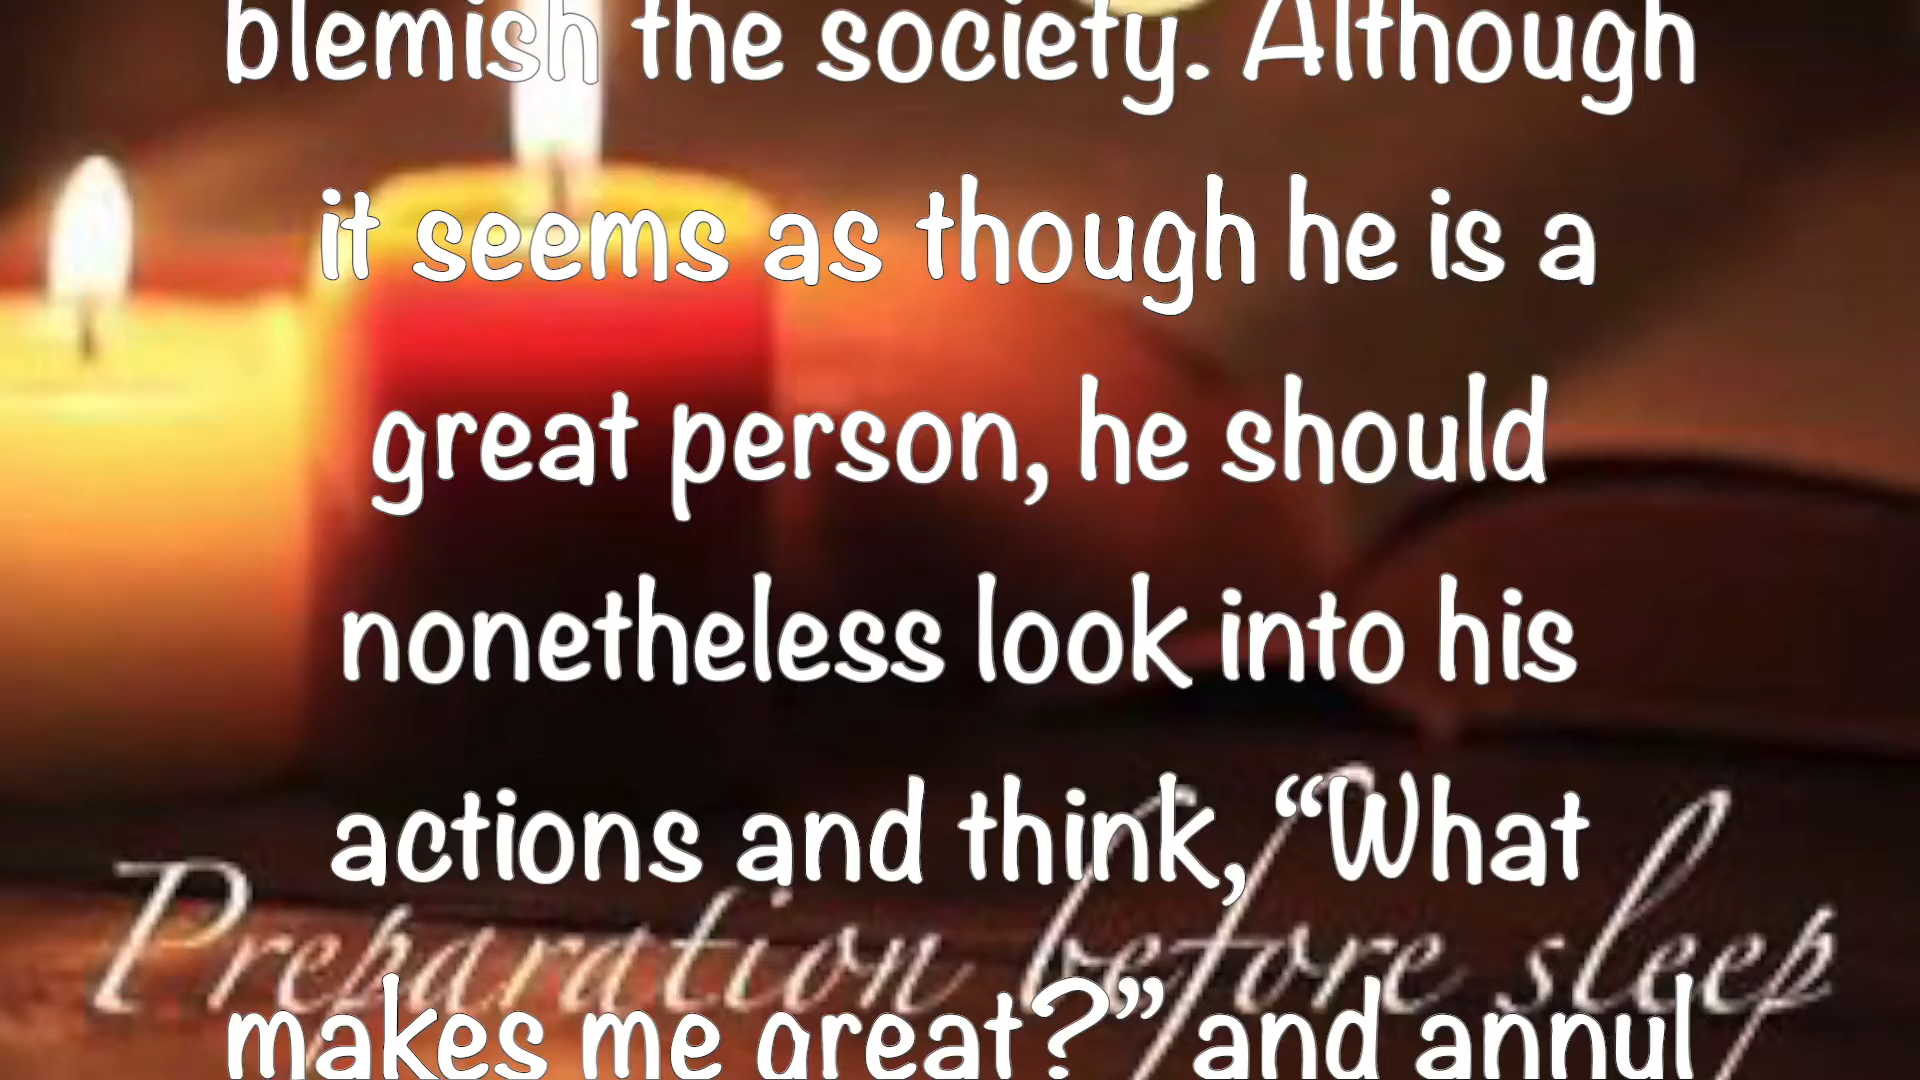 blemish the society. Although
it seems as though he is a
great person, he should
nonetheless look into his
actions and think, “What
Preparation before sleep
makes me great?” and annul